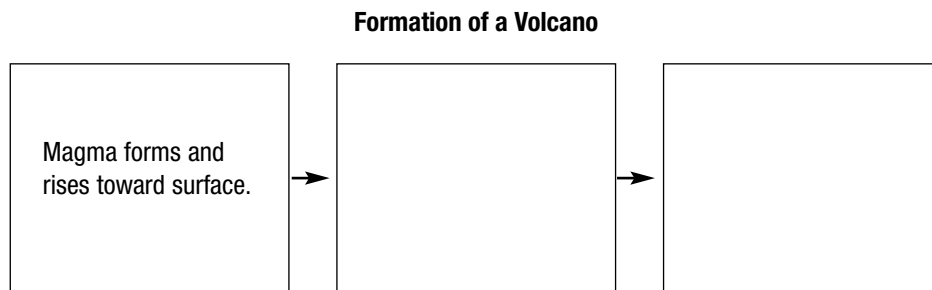 Formation of a Volcano
Magma forms and
rises toward surface.